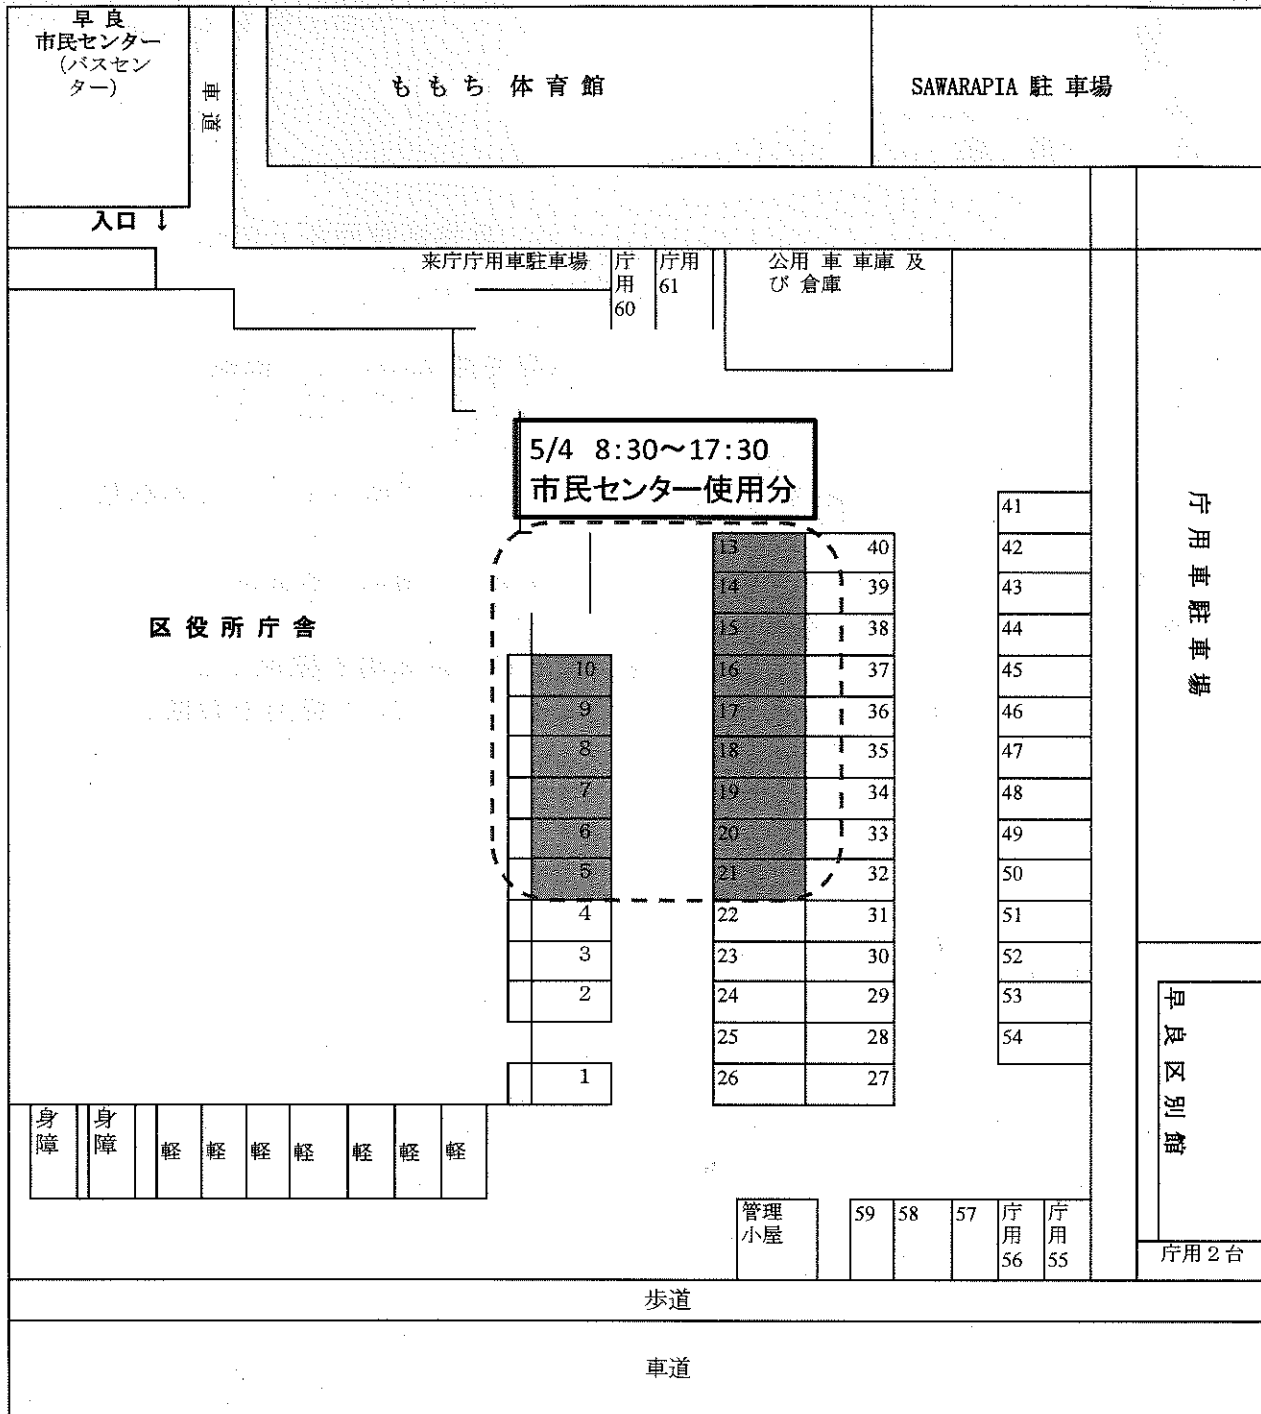 早 良
市民センター
(バスセン
ター)
車道
も も ち 体 育 館
SAWARAPIA 駐 車場
入口 ↓
来庁庁用車駐車場
庁
用
60
庁用
61
公用 車 車庫 及
び 倉庫
5/4 8:30～17:30
市民センター使用分
区 役 所 庁 舎
庁用車駐車場
10
9
8
7
6
5
4
3
2
1
13
14
15
16
17
18
19
20
21
22
23
24
25
26
40
39
38
37
36
35
34
33
32
31
30
29
28
27
41
42
43
44
45
46
47
48
49
50
51
52
53
54
早良区別館
身
障
身
障
軽
軽
軽
軽
軽
軽
軽
管理
小屋
59
58
57
庁
用
56
庁
用
55
庁用２台
歩道
車道